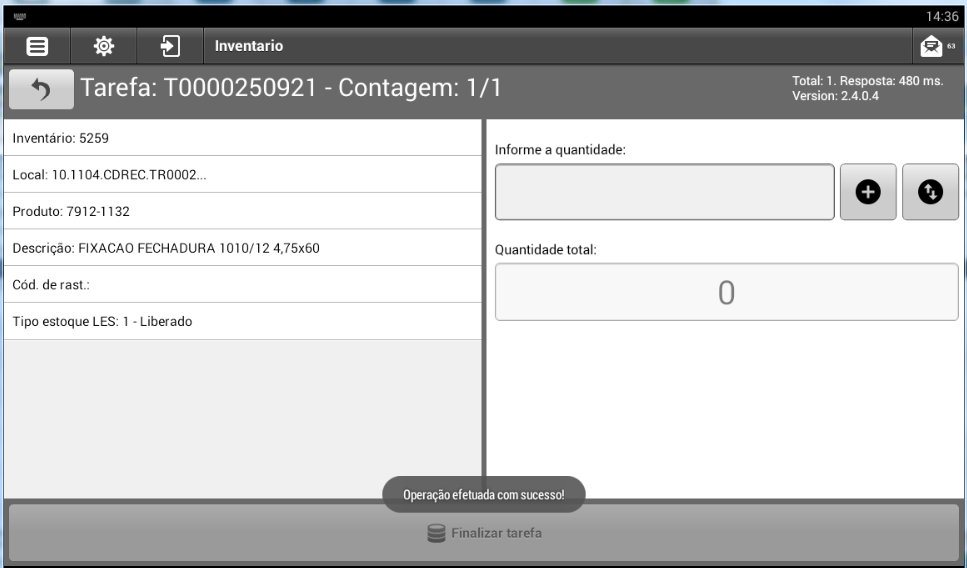 14:36
Inventario
63
Tarefa: T0000250921 - Contagem: 1/1
Total: 1. Resposta: 480 ms.
Version: 2.4.0.4
Inventário: 5259
Local: 10.1104.CDREC.TR0002...
Produto: 7912-1132
Descrição: FIXACAO FECHADURA 1010/12 4,75x60
Cód. de rast.:
Tipo estoque LES: 1 - Liberado
Informe a quantidade:
Quantidade total:
0
Operação efetuada com sucesso!
Finalizar tarefa